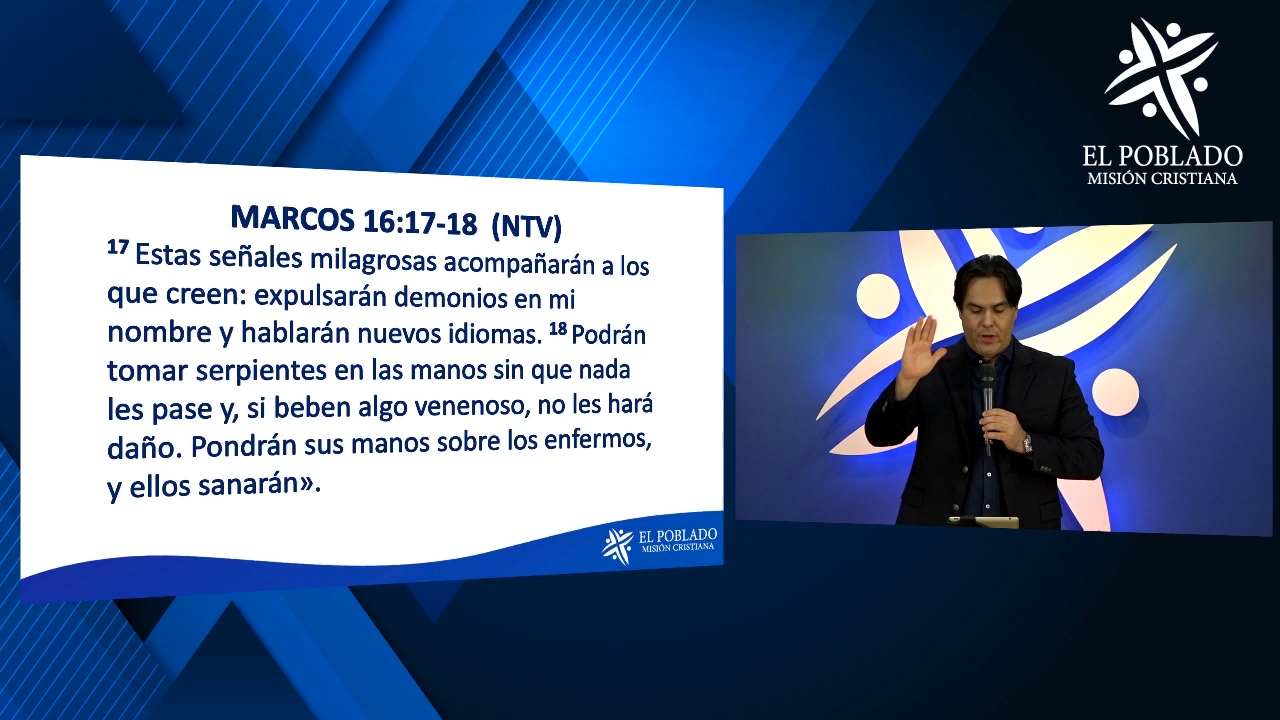 EL POBLADO
MISIÓN CRISTIANA
MARCOS 16:17-18 (NTV)
17 Estas señales milagrosas acompañarán a los
que creen: expulsarán demonios en mi
nombre y hablarán nuevos idiomas. 18 Podrán
tomar serpientes en las manos sin que nada
les pase y, si beben algo venenoso, no les hará
daño. Pondrán sus manos sobre los enfermos,
y ellos sanarán».
EL POBLADO
MISIÓN CRISTIANA